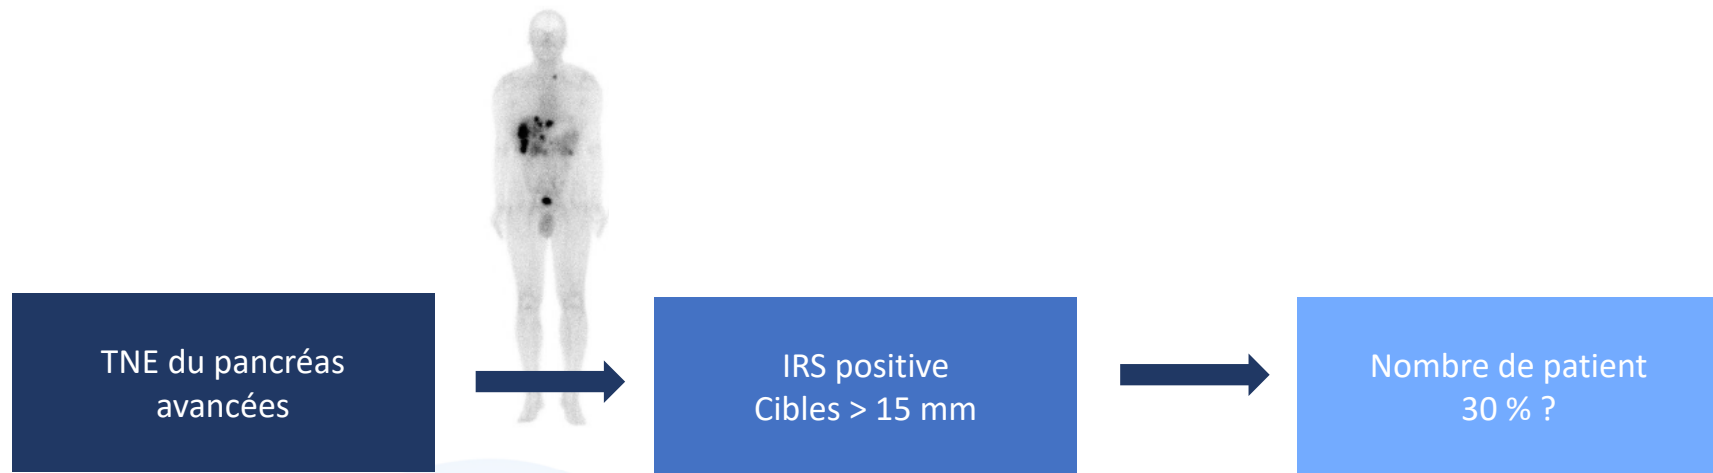 TNE du pancréas
avancées
IRS positive
Cibles > 15 mm
Nombre de patient
30 % ?